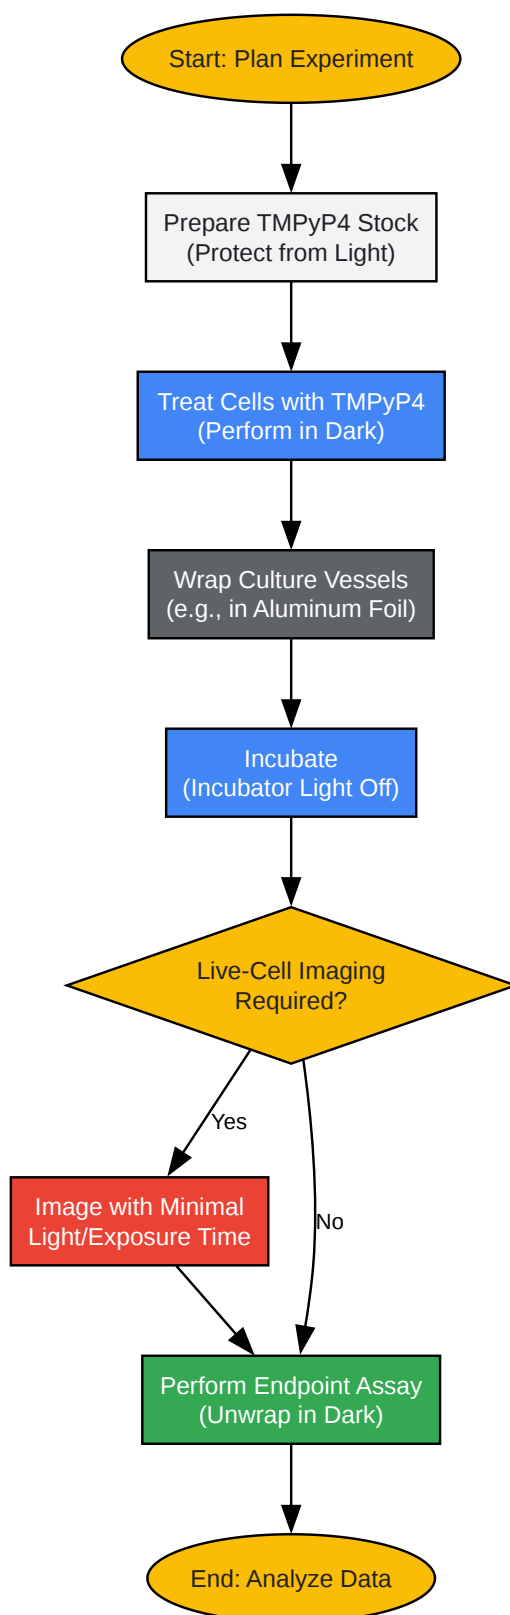 Start: Plan Experiment
Prepare TMPyP4 Stock
(Protect from Light)
Treat Cells with TMPyP4
(Perform in Dark)
Wrap Culture Vessels
(e.g., in Aluminum Foil)
Incubate
(Incubator Light Off)
Live-Cell Imaging
Required?
Yes
Image with Minimal
Light/Exposure Time
No
Perform Endpoint Assay
(Unwrap in Dark)
End: Analyze Data